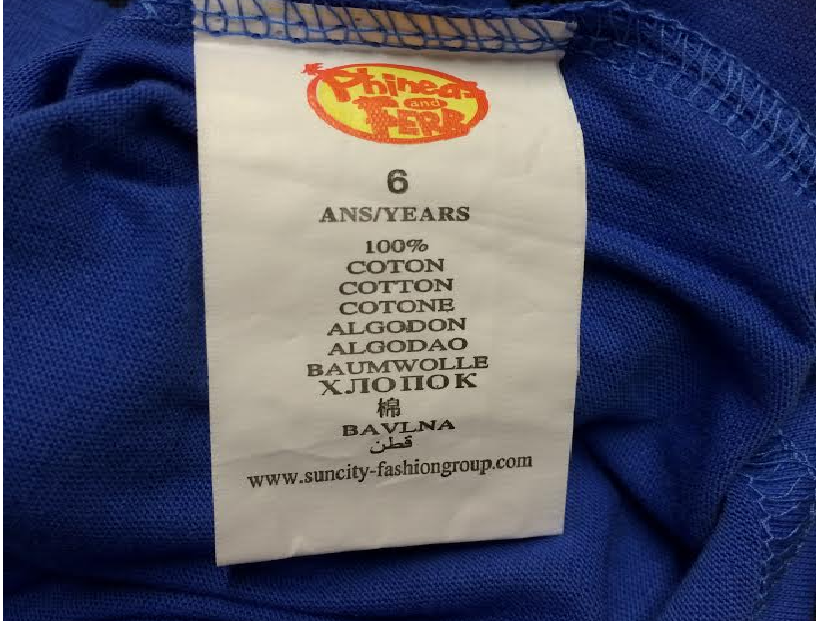 Phineas
and
FERB
6
ANS/YEARS
100%
COTON
COTTON
COTONE
ALGODON
ALGODAO
BAUMWOLLE
ХЛОПОК
棉
BAVLNA
قطن
www.suncity-fashiongroup.com